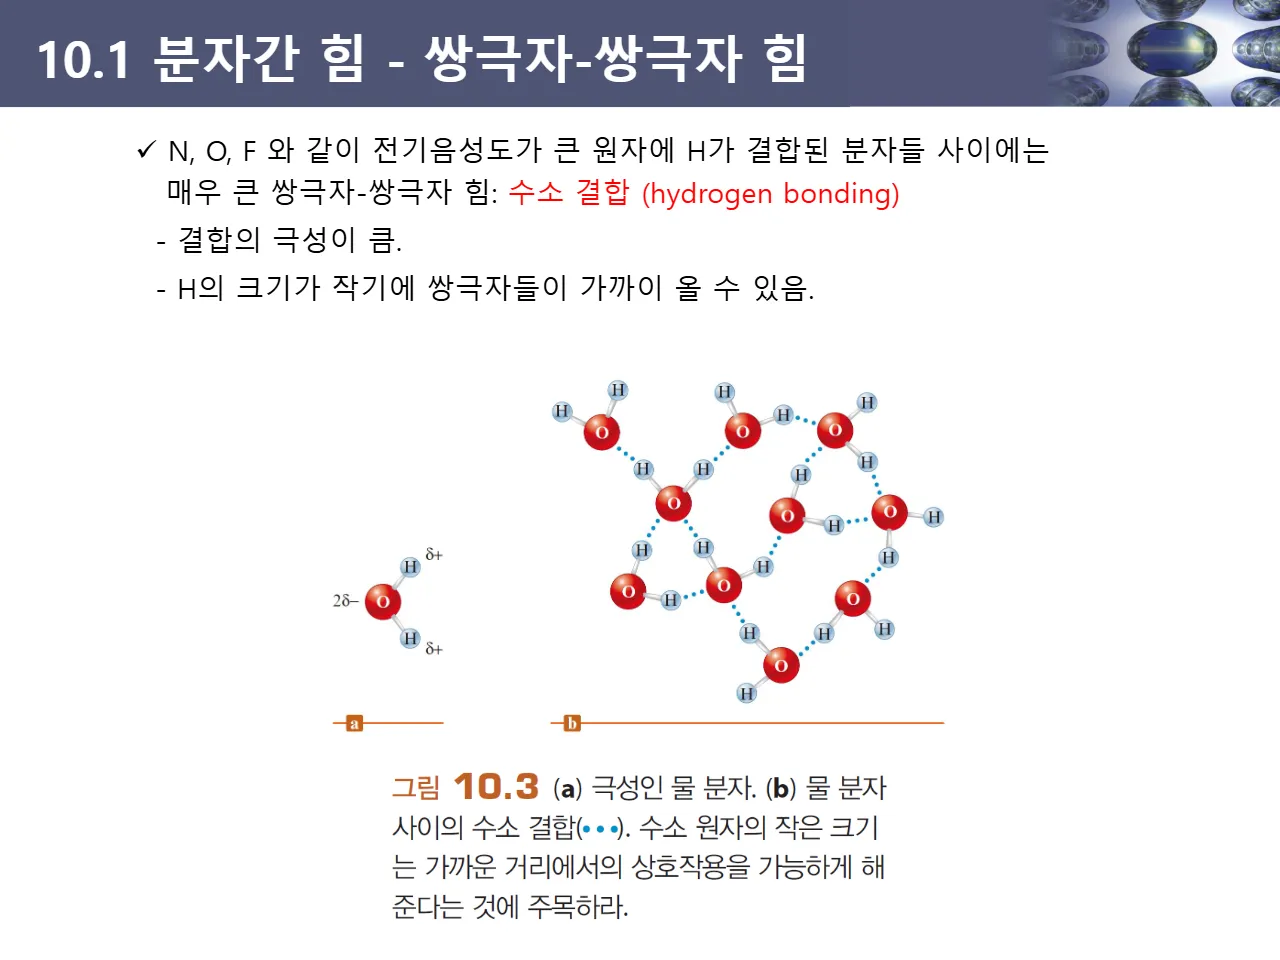 10.1 분자간 힘 - 쌍극자-쌍극자 힘
✓ N, O, F 와 같이 전기음성도가 큰 원자에 H가 결합된 분자들 사이에는
매우 큰 쌍극자-쌍극자 힘: 수소 결합 (hydrogen bonding)
- 결합의 극성이 큼.
- H의 크기가 작기에 쌍극자들이 가까이 올 수 있음.
δ+
H
2δ−
O
H
δ+
a
H
H
O
H
O
H
H
O
H
H
H
O
H
O
H
O
H
H
H
H
O
H
H
O
H
H
O
H
H
O
H
H
O
H
b
그림 10.3 (a) 극성인 물 분자. (b) 물 분자
사이의 수소 결합(•••). 수소 원자의 작은 크기
는 가까운 거리에서의 상호작용을 가능하게 해
준다는 것에 주목하라.